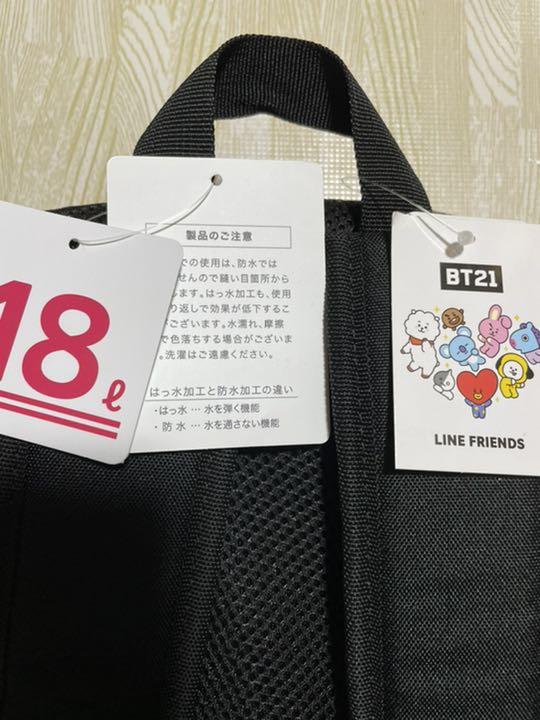 18ℓ
製品のご注意
での使用は、防水では
せんので縫い目箇所から
します。はっ水加工も、使用
り返しで効果が低下するこ
ございます。水濡れ、摩擦
で色落ちする場合がございま
。洗濯はご遠慮ください。
はっ水加工と防水加工の違い
・はっ水 … 水を弾く機能
・防 水 … 水を通さない機能
BT21
LINE FRIENDS